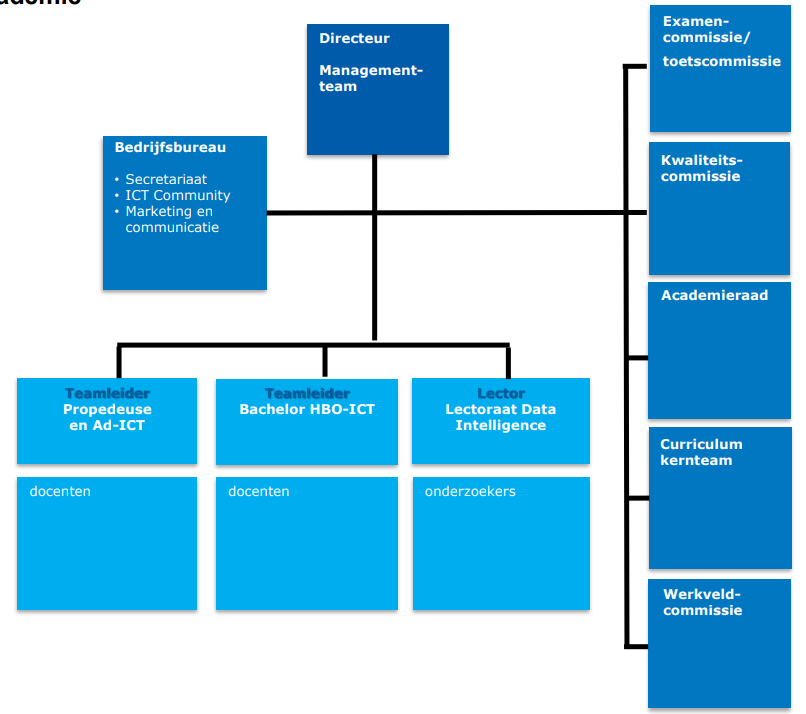 Directeur
Management-
team
Bedrijfsbureau
• Secretariaat
• ICT Community
• Marketing en
communicatie
Examen-
commissie/
toetscommissie
Kwaliteits-
commissie
Academieraad
Curriculum
kernteam
Werkveld-
commissie
Teamleider
Propedeuse
en Ad-ICT
Teamleider
Bachelor HBO-ICT
Lector
Lectoraat Data
Intelligence
docenten
docenten
onderzoekers